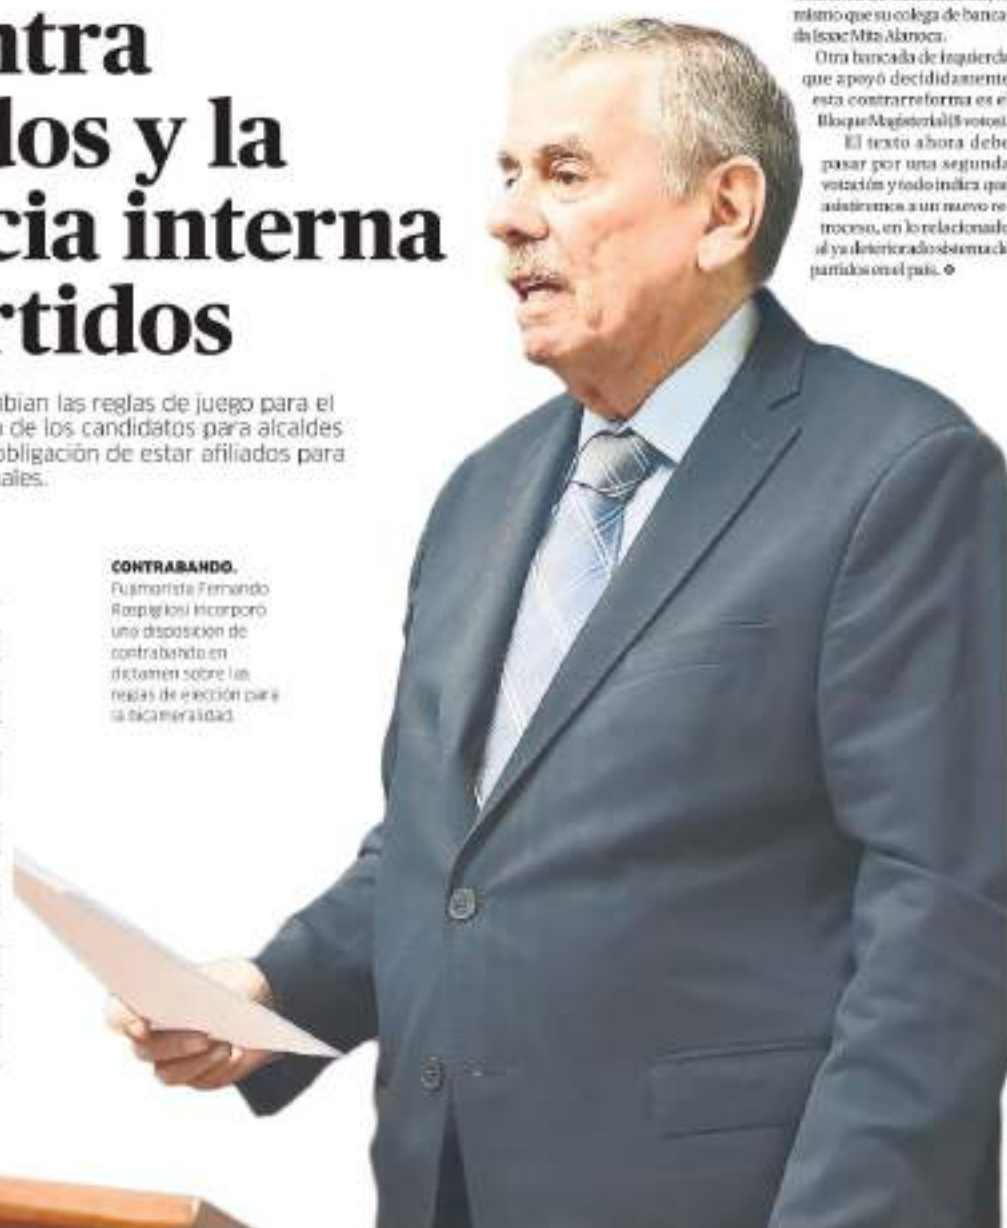 ntra
dos y la
cia interna
rtidos
bian las reglas de juego para el
de los candidatos para alcaldes
obligación de estar afiliados para
ales.
CONTRABANDO.
Fujimorista Fernando
Rospigliosi incorporó
una disposición de
contrabando en
dictamen sobre las
reglas de elección para
la bicameralidad.
mismo que su colega de banca
da Isaac Mita Alanoca.
Otra bancada de izquierda
que apoyó decididamente
esta contrarreforma es el
Bloque Magisterial (8 votos).
El texto ahora debe
pasar por una segunda
votación y todo indica que
asistiremos a un nuevo re
troceso, en lo relacionado
al ya deteriorado sistema de
partidos en el país.